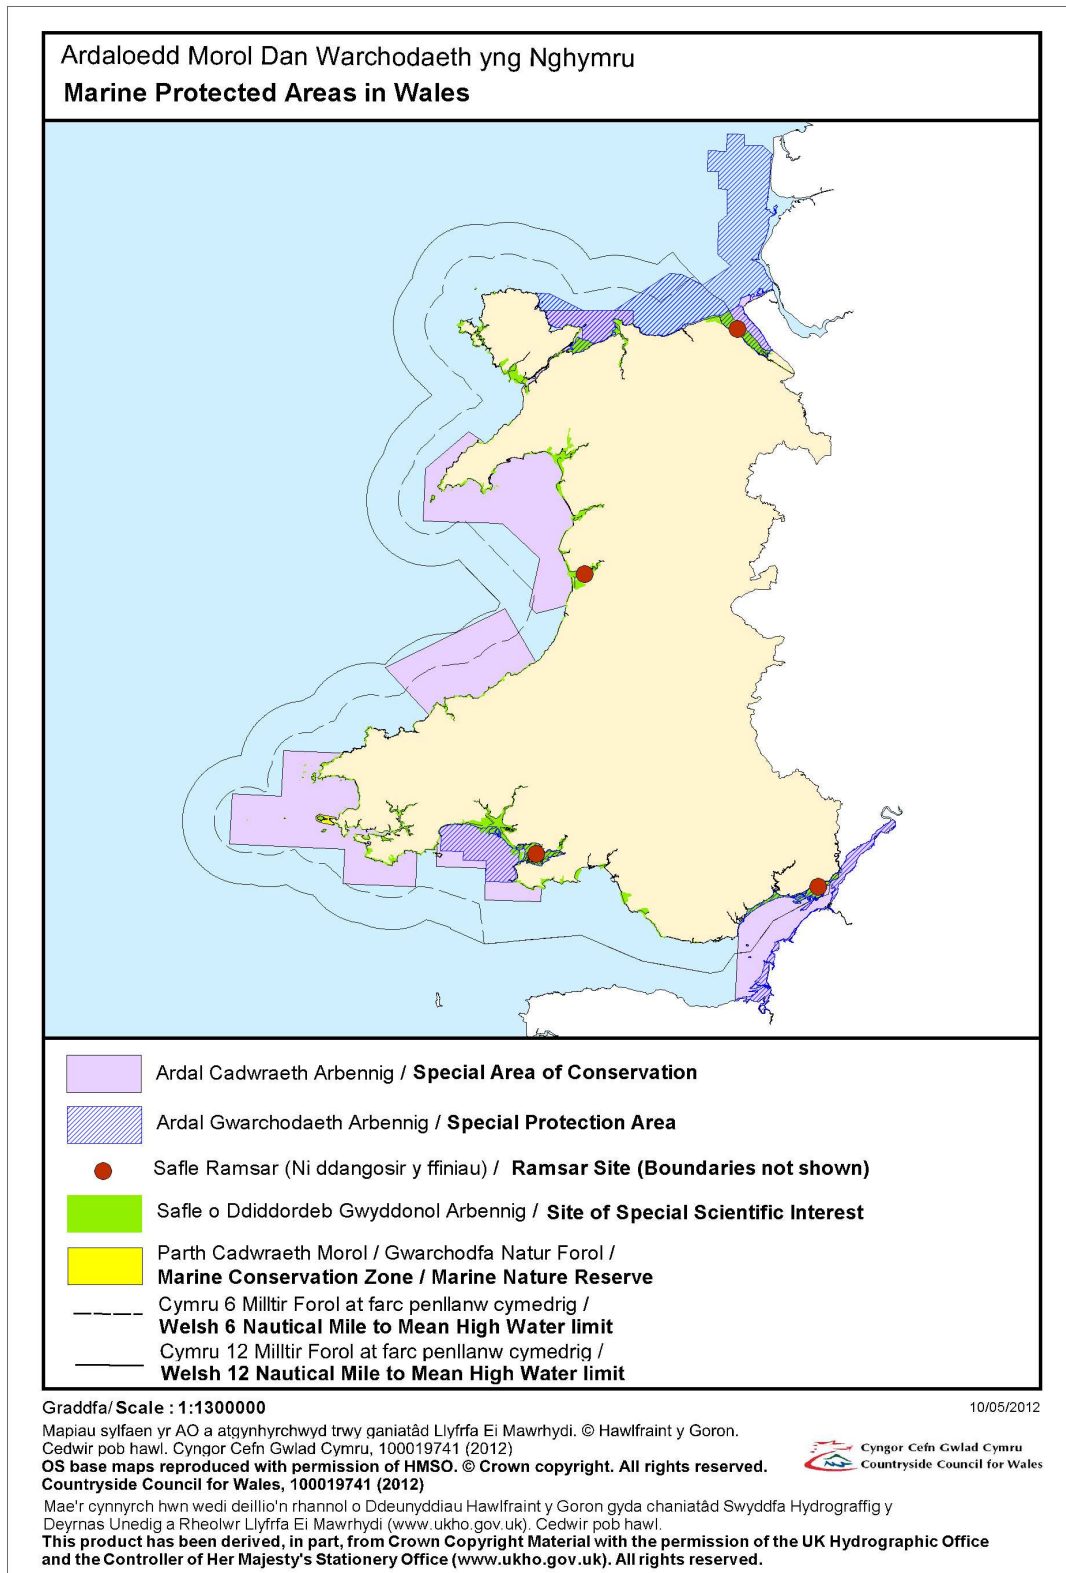 Ardaloedd Morol Dan Warchodaeth yng Nghymru
Marine Protected Areas in Wales
Ardal Cadwraeth Arbennig / Special Area of Conservation
Ardal Gwarchodaeth Arbennig / Special Protection Area
Safle Ramsar (Ni ddangosir y ffiniau) / Ramsar Site (Boundaries not shown)
Safle o Ddiddordeb Gwyddonol Arbennig / Site of Special Scientific Interest
Parth Cadwraeth Morol / Gwarchodfa Natur Forol /
Marine Conservation Zone / Marine Nature Reserve
Cymru 6 Milltir Forol at farc penllanw cymedrig /
Welsh 6 Nautical Mile to Mean High Water limit
Cymru 12 Milltir Forol at farc penllanw cymedrig /
Welsh 12 Nautical Mile to Mean High Water limit
Graddfa/ Scale : 1:1300000
10/05/2012
Mapiau sylfaen yr AO a atgynhyrchwyd trwy ganiatâd Llyfrfa Ei Mawrhydi. © Hawlfraint y Goron.
Cedwir pob hawl. Cyngor Cefn Gwlad Cymru, 100019741 (2012)
OS base maps reproduced with permission of HMSO. © Crown copyright. All rights reserved.
Countryside Council for Wales, 100019741 (2012)
Cyngor Cefn Gwlad Cymru
Countryside Council for Wales
Mae'r cynnyrch hwn wedi deillio'n rhannol o Ddeunyddiau Hawlfraint y Goron gyda chaniatâd Swyddfa Hydrograffig y
Deyrnas Unedig a Rheolwr Llyfrfa Ei Mawrhydi (www.ukho.gov.uk). Cedwir pob hawl.
This product has been derived, in part, from Crown Copyright Material with the permission of the UK Hydrographic Office
and the Controller of Her Majesty's Stationery Office (www.ukho.gov.uk). All rights reserved.